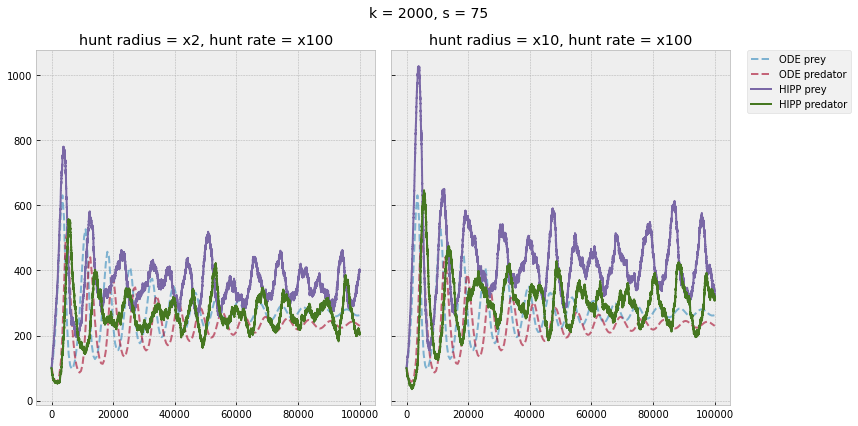 k = 2000, s = 75
hunt radius = x2, hunt rate = x100
hunt radius = x10, hunt rate = x100
ODE prey
ODE predator
HIPP prey
HIPP predator
1000
800
600
400
200
0
0 20000 40000 60000 80000 100000
0 20000 40000 60000 80000 100000